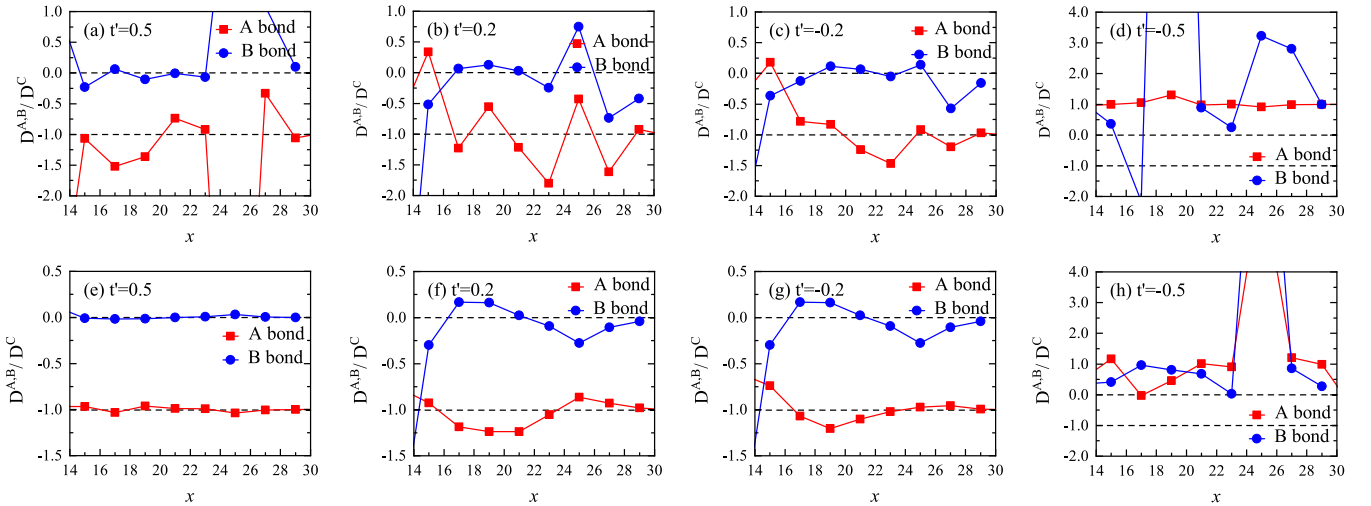 (a) t'=0.5
A bond
B bond
D^A,B/ D^C
1.0
0.5
0.0
-0.5
-1.0
-1.5
-2.0
14 16 18 20 22 24 26 28 30
x
(b) t'=0.2
A bond
B bond
D^A,B/ D^C
1.0
0.5
0.0
-0.5
-1.0
-1.5
-2.0
14 16 18 20 22 24 26 28 30
x
(c) t'=-0.2
A bond
B bond
D^A,B/ D^C
1.0
0.5
0.0
-0.5
-1.0
-1.5
-2.0
14 16 18 20 22 24 26 28 30
x
(d) t'=-0.5
A bond
B bond
D^A,B/ D^C
4.0
3.0
2.0
1.0
0.0
-1.0
-2.0
14 16 18 20 22 24 26 28 30
x
(e) t'=0.5
A bond
B bond
D^A,B/ D^C
0.5
0.0
-0.5
-1.0
-1.5
14 16 18 20 22 24 26 28 30
x
(f) t'=0.2
A bond
B bond
D^A,B/ D^C
0.5
0.0
-0.5
-1.0
-1.5
14 16 18 20 22 24 26 28 30
x
(g) t'=-0.2
A bond
B bond
D^A,B/ D^C
0.5
0.0
-0.5
-1.0
-1.5
14 16 18 20 22 24 26 28 30
x
(h) t'=-0.5
A bond
B bond
D^A,B/ D^C
4.0
3.0
2.0
1.0
0.0
-1.0
-2.0
14 16 18 20 22 24 26 28 30
x